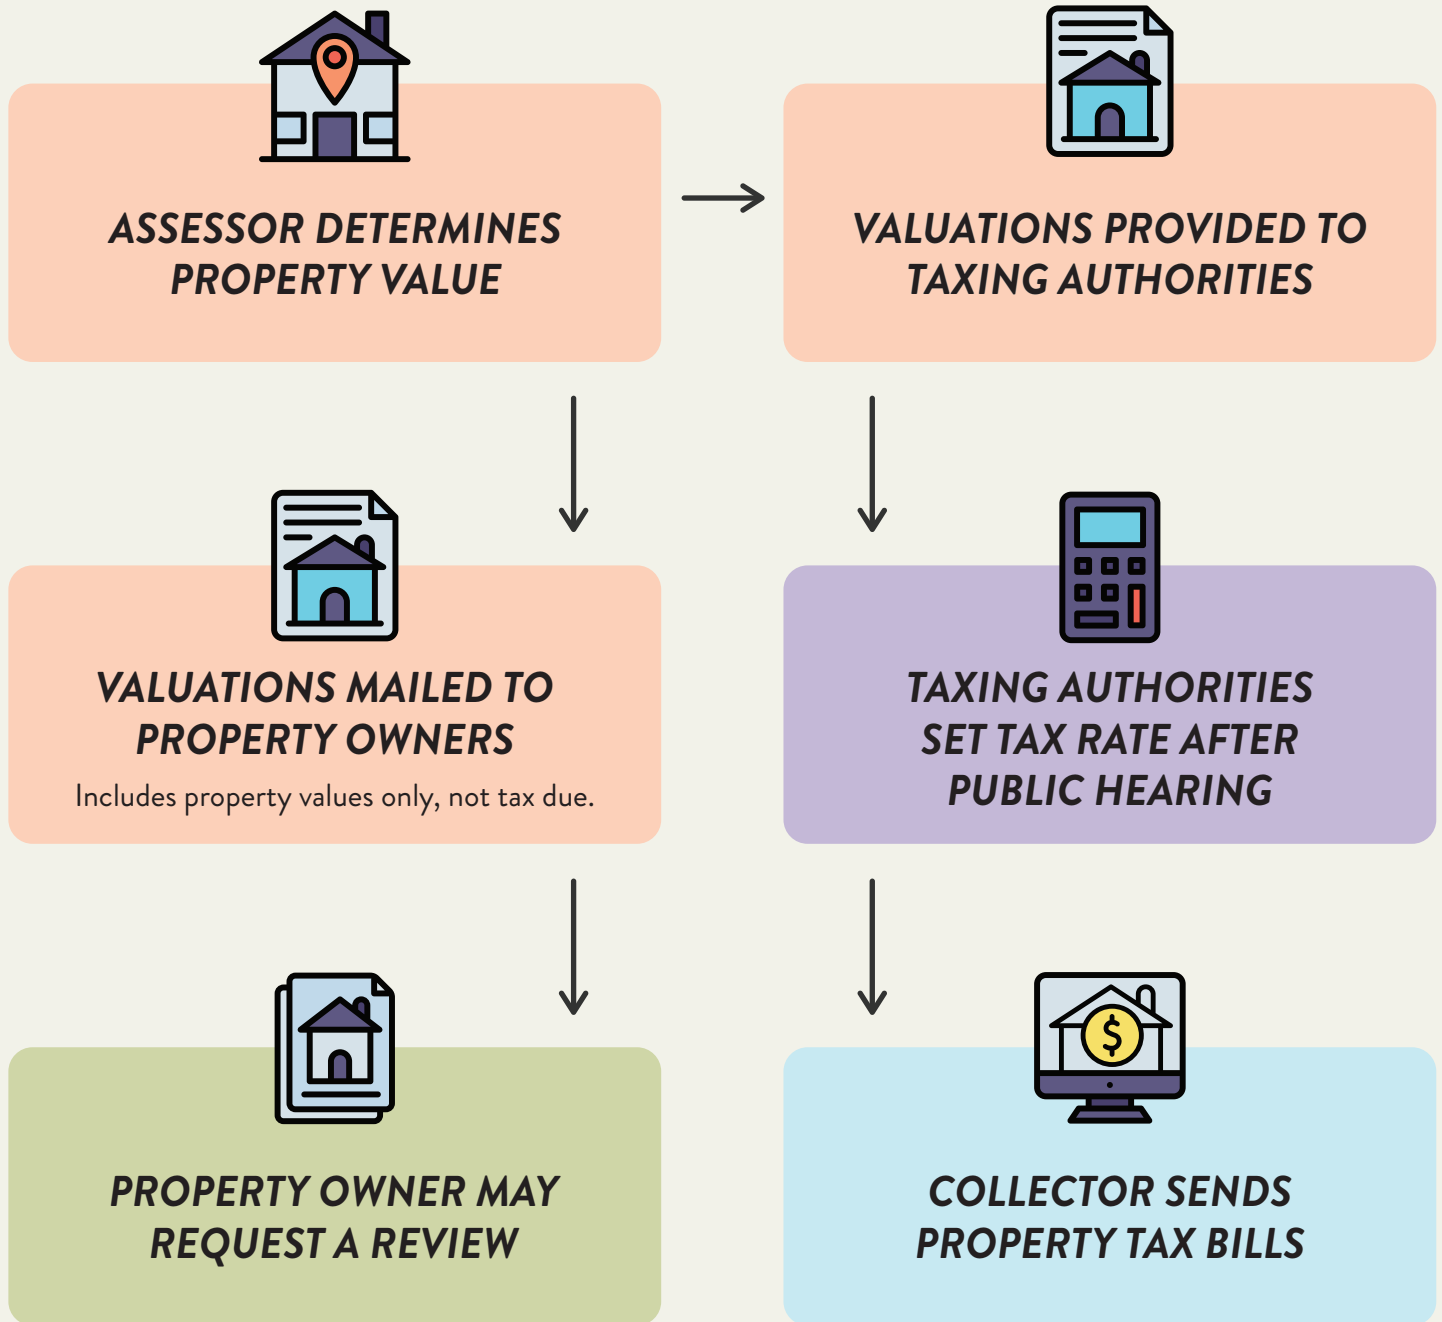 ASSESSOR DETERMINES
PROPERTY VALUE
VALUATIONS PROVIDED TO
TAXING AUTHORITIES
VALUATIONS MAILED TO
PROPERTY OWNERS
Includes property values only, not tax due.
TAXING AUTHORITIES
SET TAX RATE AFTER
PUBLIC HEARING
PROPERTY OWNER MAY
REQUEST A REVIEW
$
COLLECTOR SENDS
PROPERTY TAX BILLS